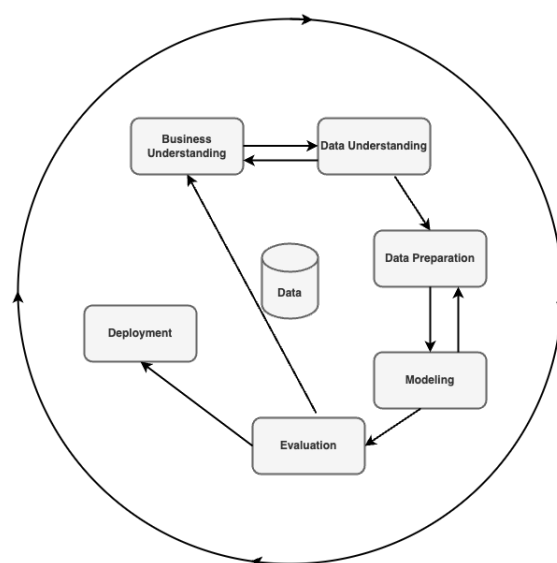 Business
Understanding
Data Understanding
Data Preparation
Data
Deployment
Modeling
Evaluation